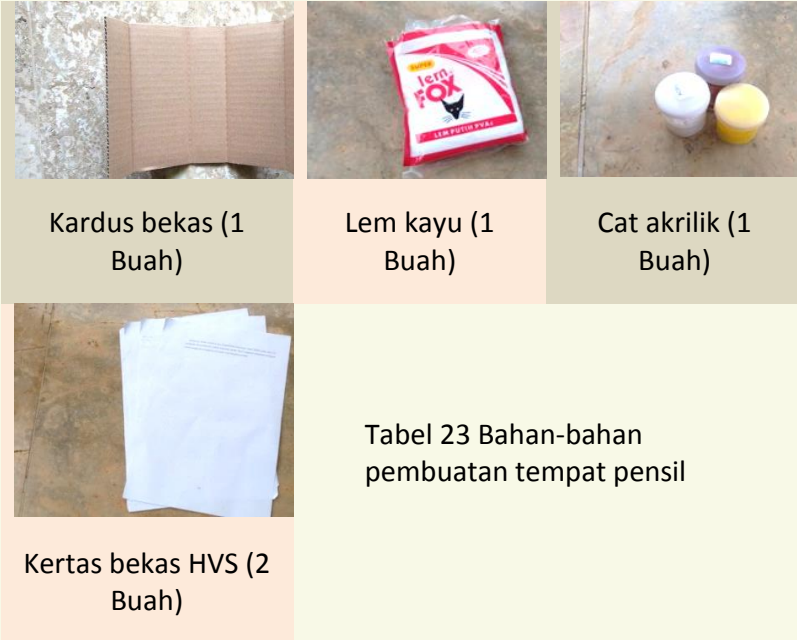 SUPER
lem
FOX
LEM PUTIH PVAc
Kardus bekas (1
Buah)
Lem kayu (1
Buah)
Cat akrilik (1
Buah)
Tabel 23 Bahan-bahan
pembuatan tempat pensil
Kertas bekas HVS (2
Buah)